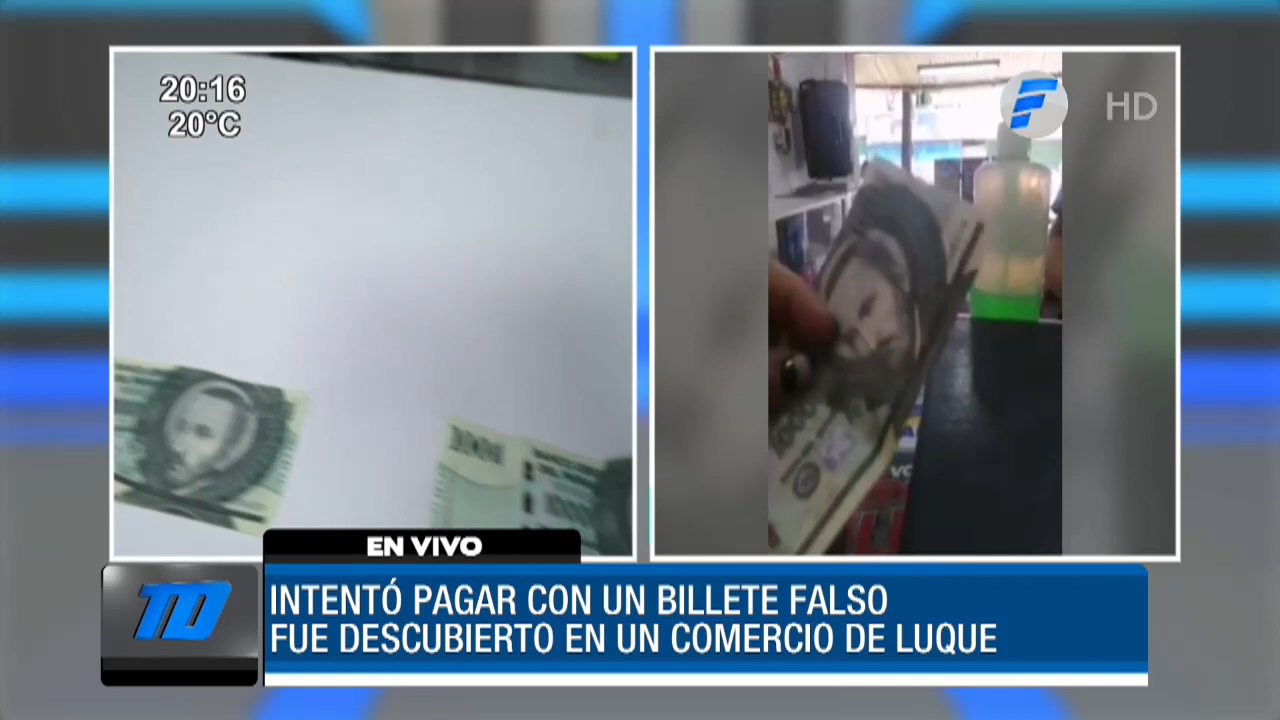 20:16
20°C
HD
EN VIVO
TD
INTENTÓ PAGAR CON UN BILLETE FALSO
FUE DESCUBIERTO EN UN COMERCIO DE LUQUE